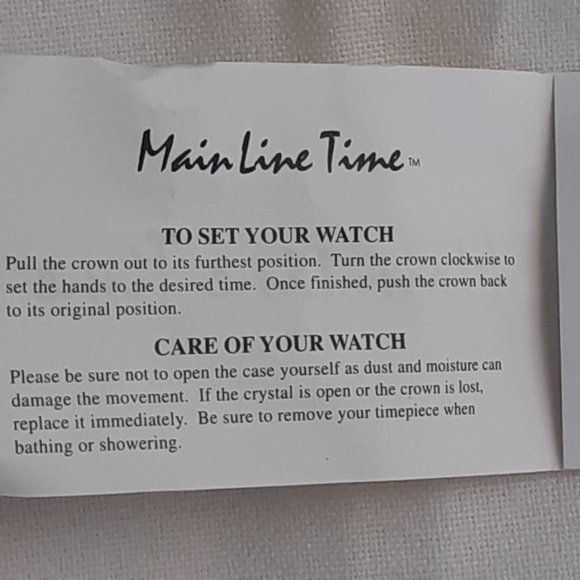 Main Line Time TM
TO SET YOUR WATCH
Pull the crown out to its furthest position. Turn the crown clockwise to
set the hands to the desired time. Once finished, push the crown back
to its original position.
CARE OF YOUR WATCH
Please be sure not to open the case yourself as dust and moisture can
damage the movement. If the crystal is open or the crown is lost,
replace it immediately. Be sure to remove your timepiece when
bathing or showering.